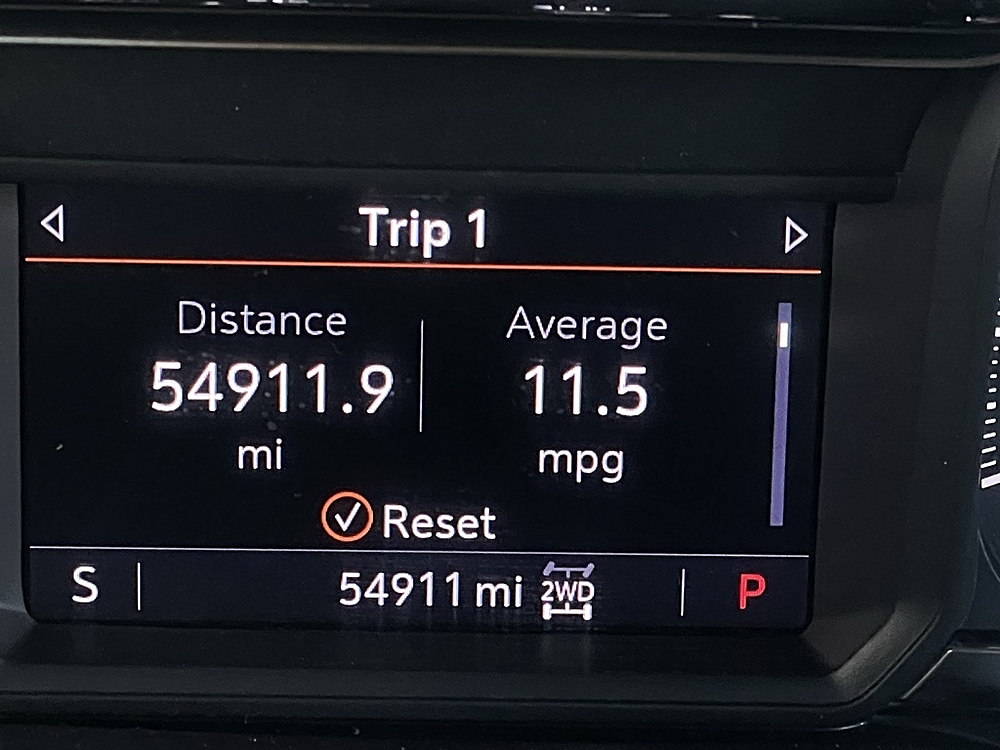 Trip 1
Distance Average
54911.9 11.5
mi mpg
Reset
S 54911 mi 2WD P